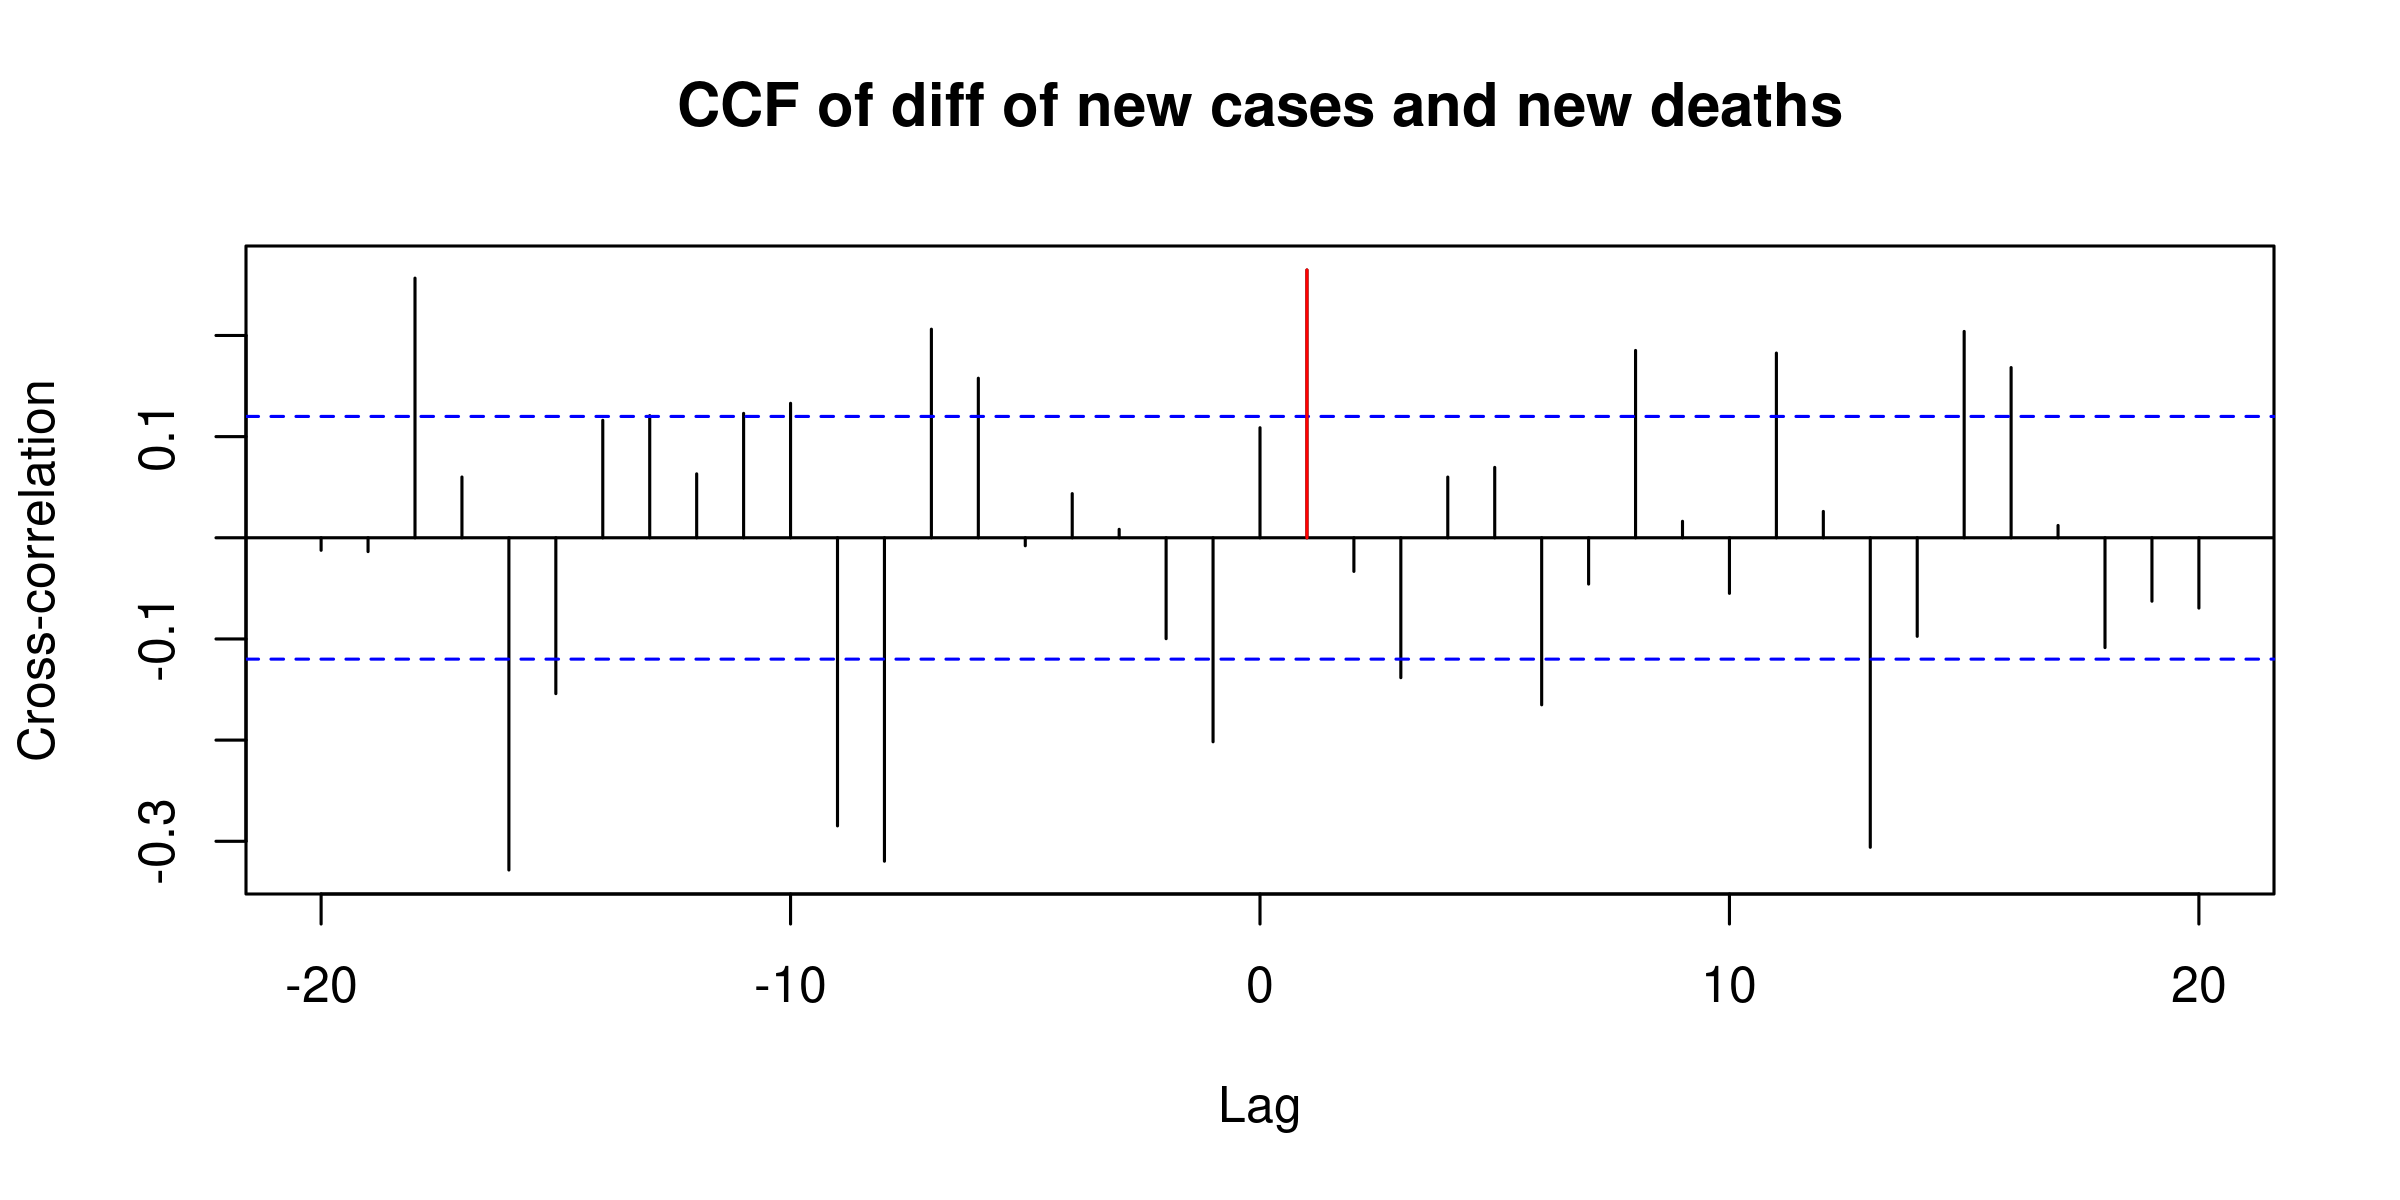 CCF of diff of new cases and new deaths
Cross-correlation
0.1
-0.1
-0.3
-20
-10
0
10
20
Lag